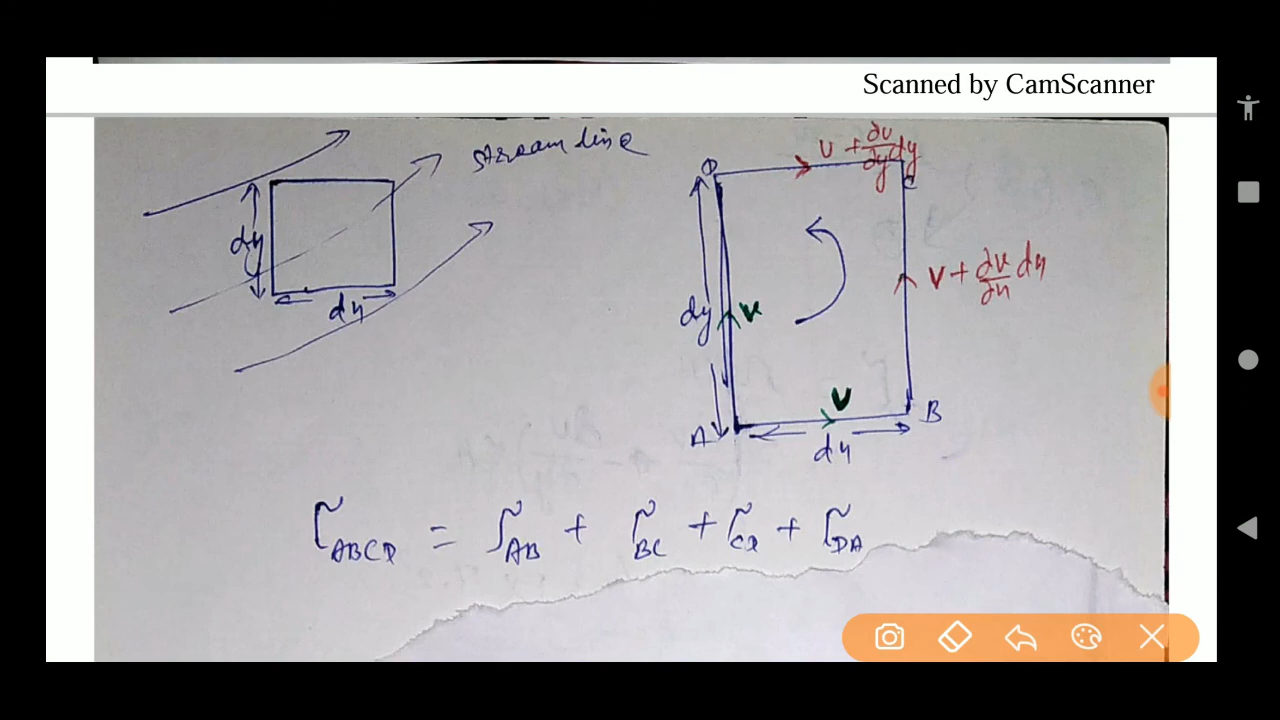 Scanned by CamScanner
stream line
dy
dx
D
u + ∂u/∂y dy
C
dy
v
v + ∂v/∂x dx
A
u
B
dx
Γ_ABCD = Γ_AB + Γ_BC + Γ_CD + Γ_DA